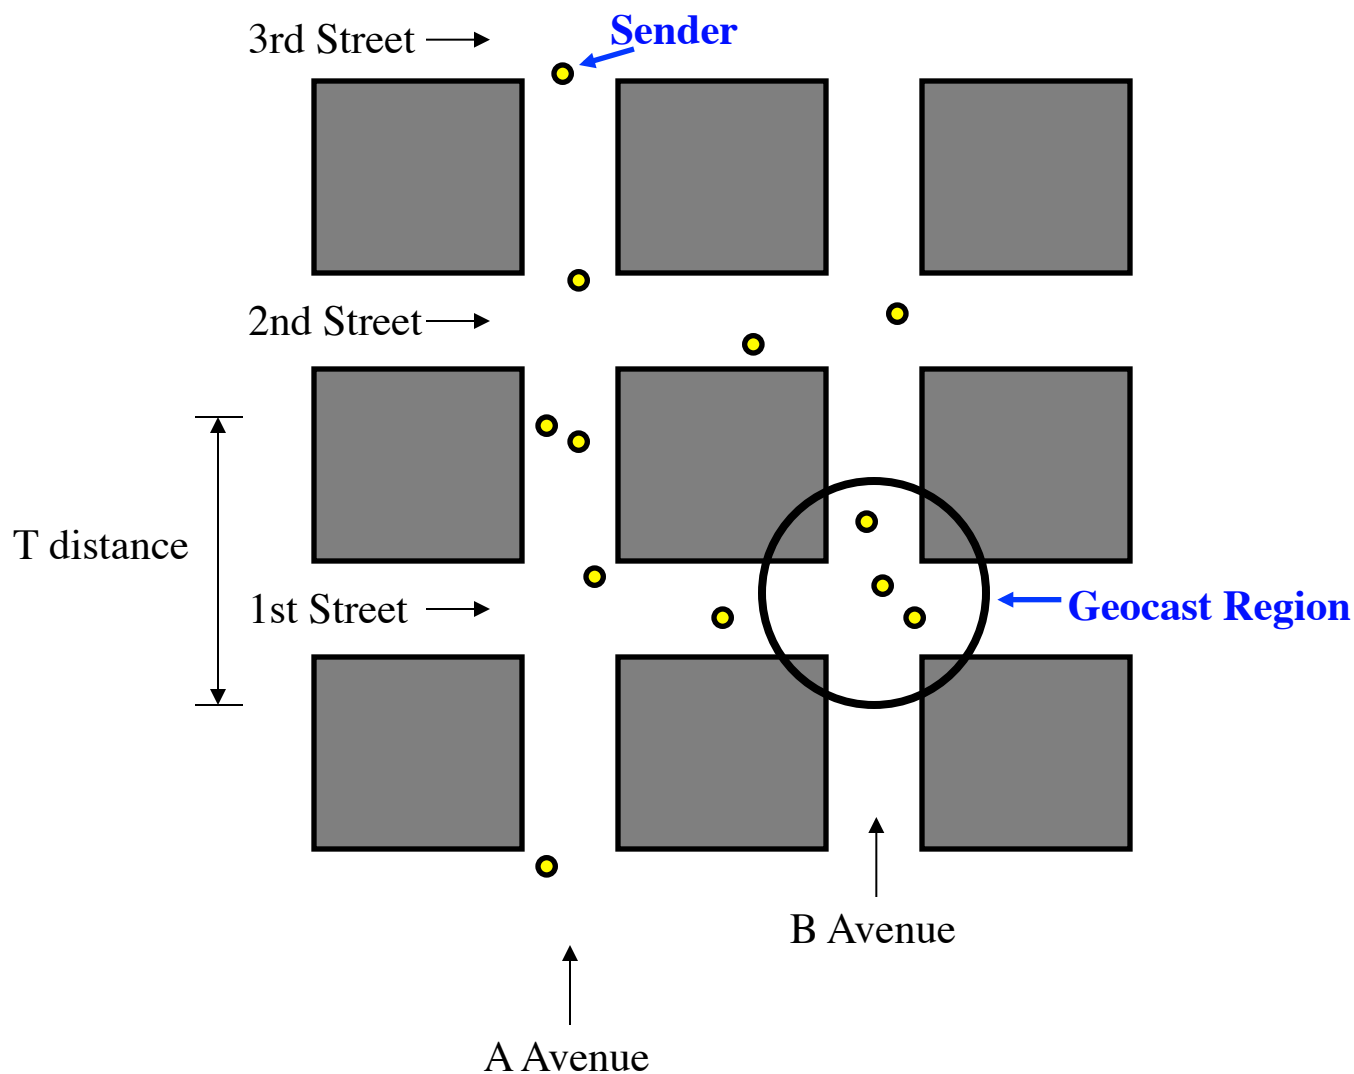 Sender
3rd Street
2nd Street
T distance
1st Street
Geocast Region
B Avenue
A Avenue